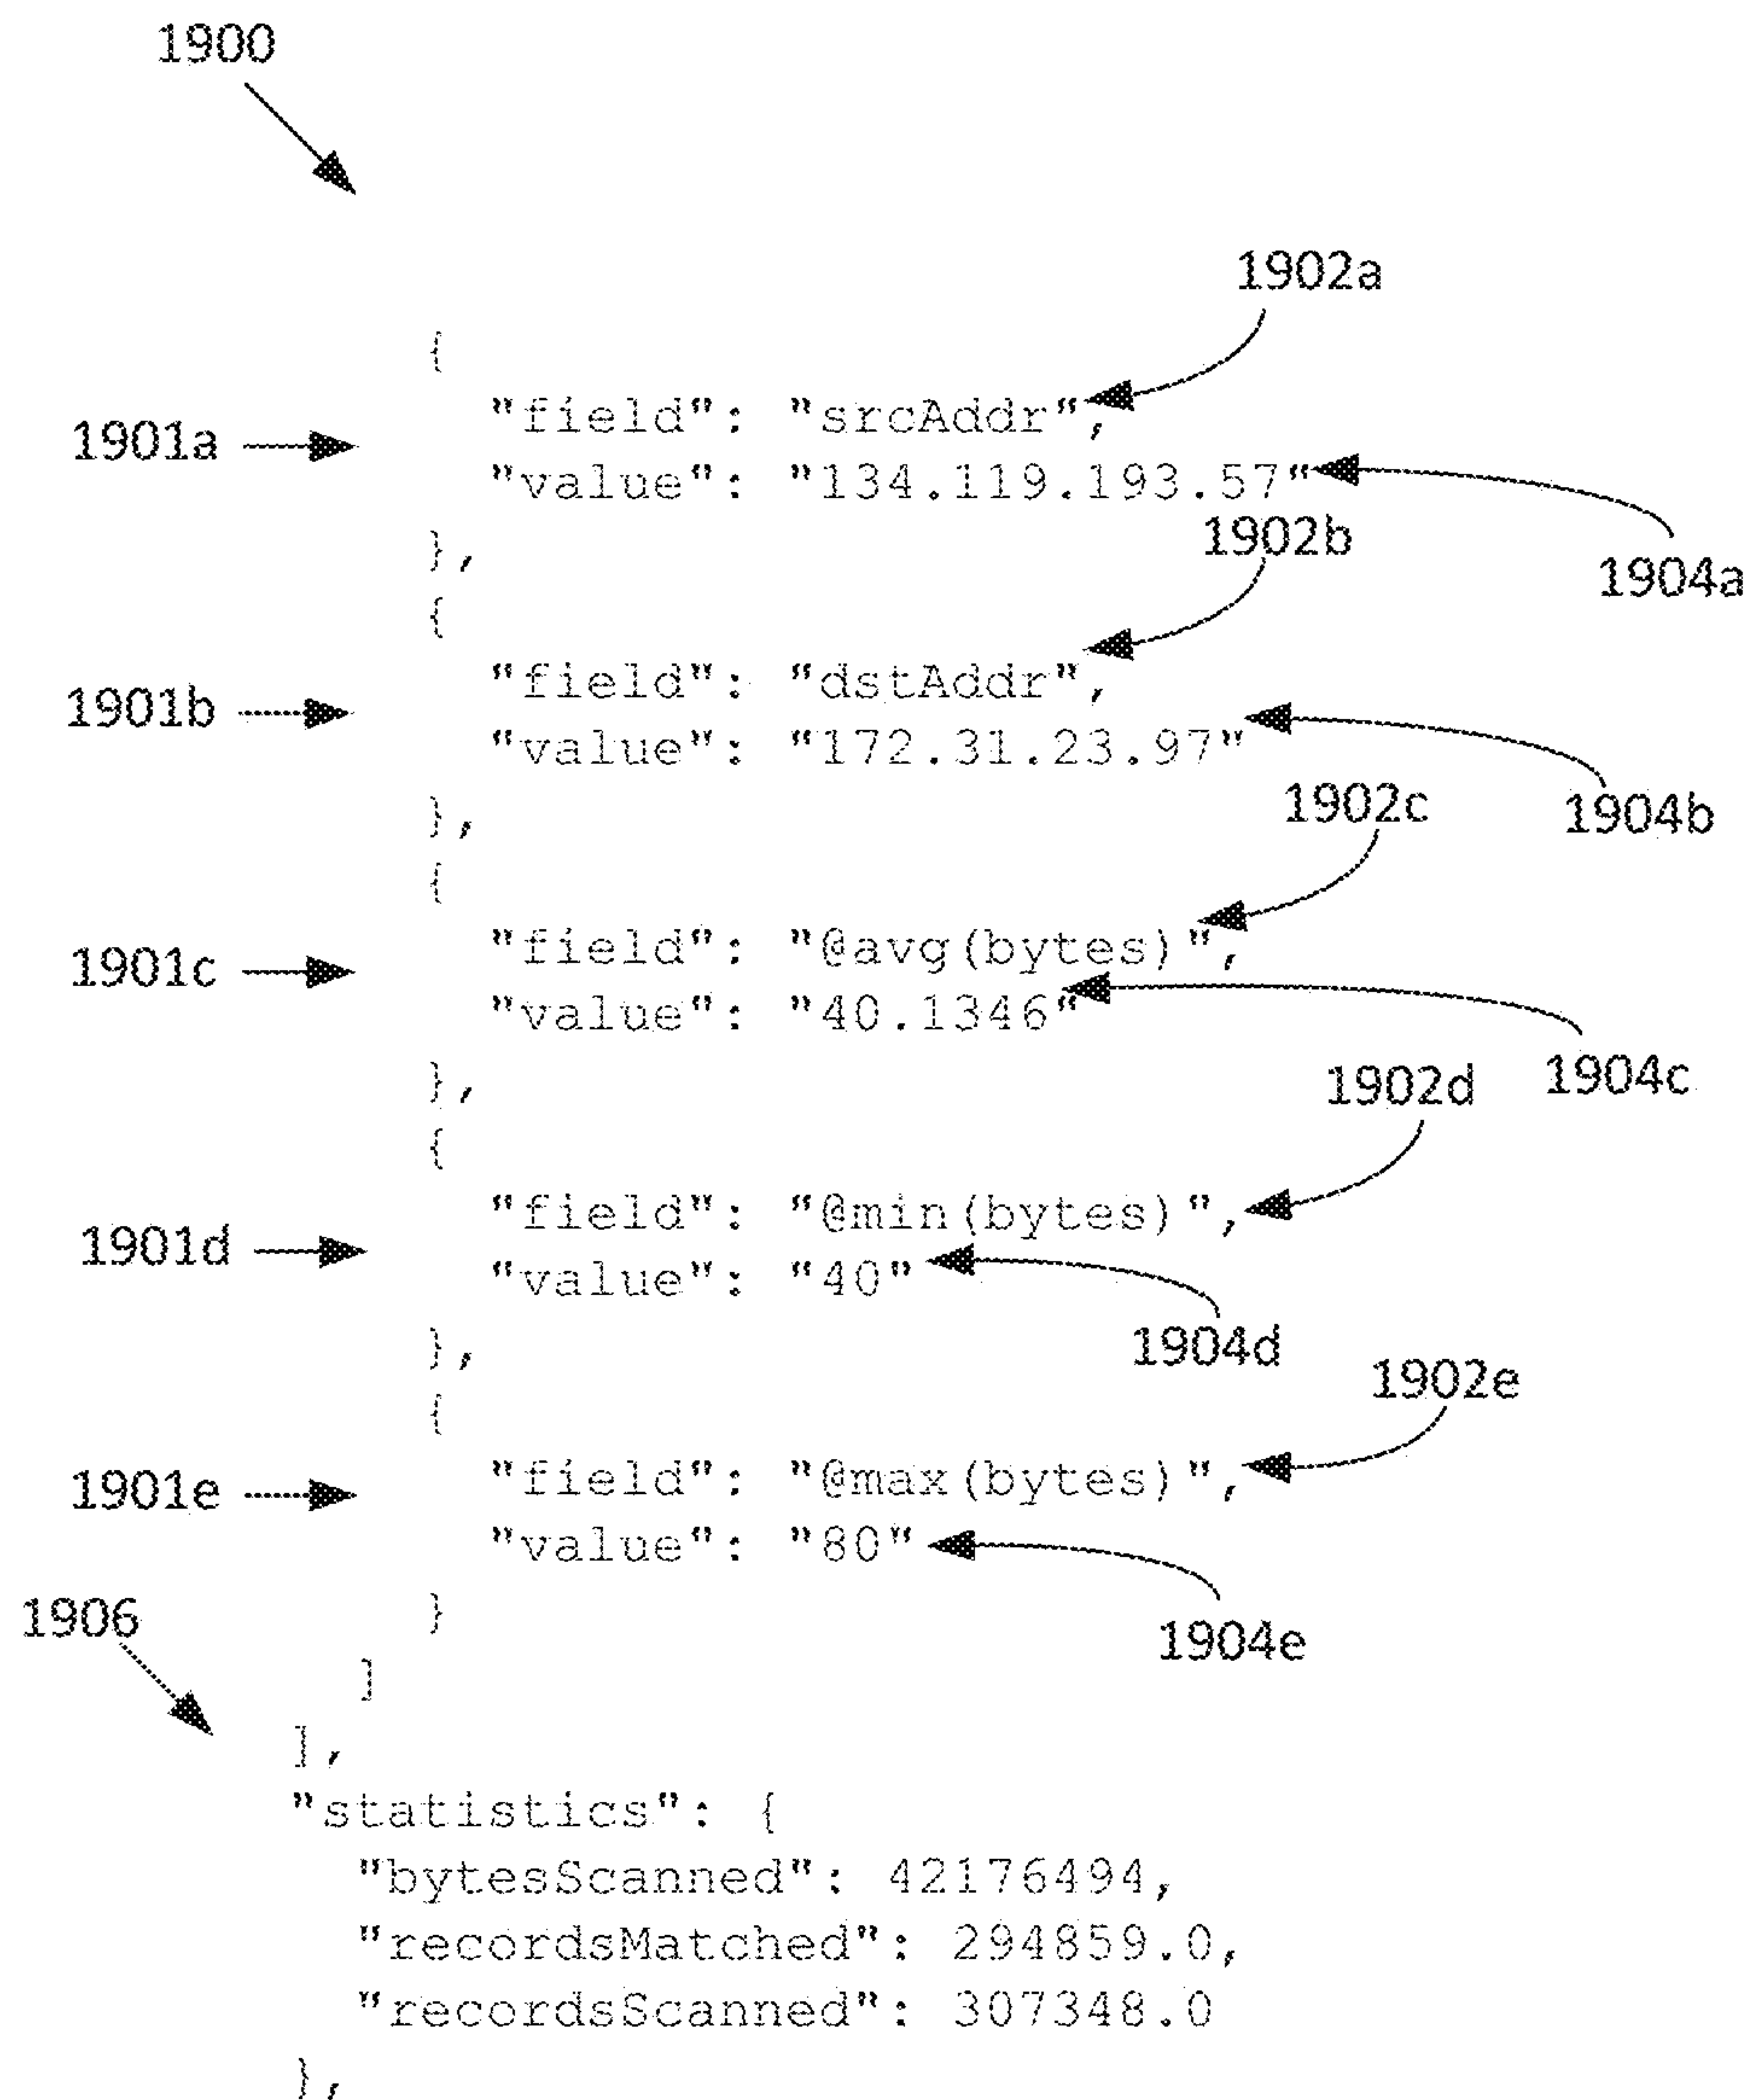 1900
1902a
{
"field": "srcAddr",
1901a
"value": "134.119.193.57"
1902b
},
1904a
{
"field": "dstAddr",
1901b
"value": "172.31.23.97"
1902c
1904b
},
{
"field": "@avg(bytes)",
1901c
"value": "40.1346"
1904c
1902d
},
{
"field": "@min(bytes)",
1901d
"value": "40"
1904d
},
1902e
{
"field": "@max(bytes)",
1901e
"value": "80"
1906
}
1904e
]
],
"statistics": {
"bytesScanned": 42176494,
"recordsMatched": 294859.0,
"recordsScanned": 307348.0
},